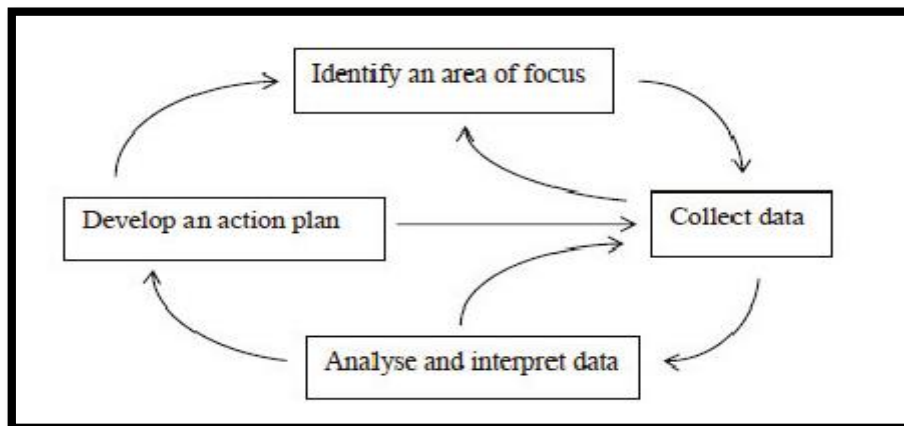 Identify an area of focus
Develop an action plan
Collect data
Analyse and interpret data